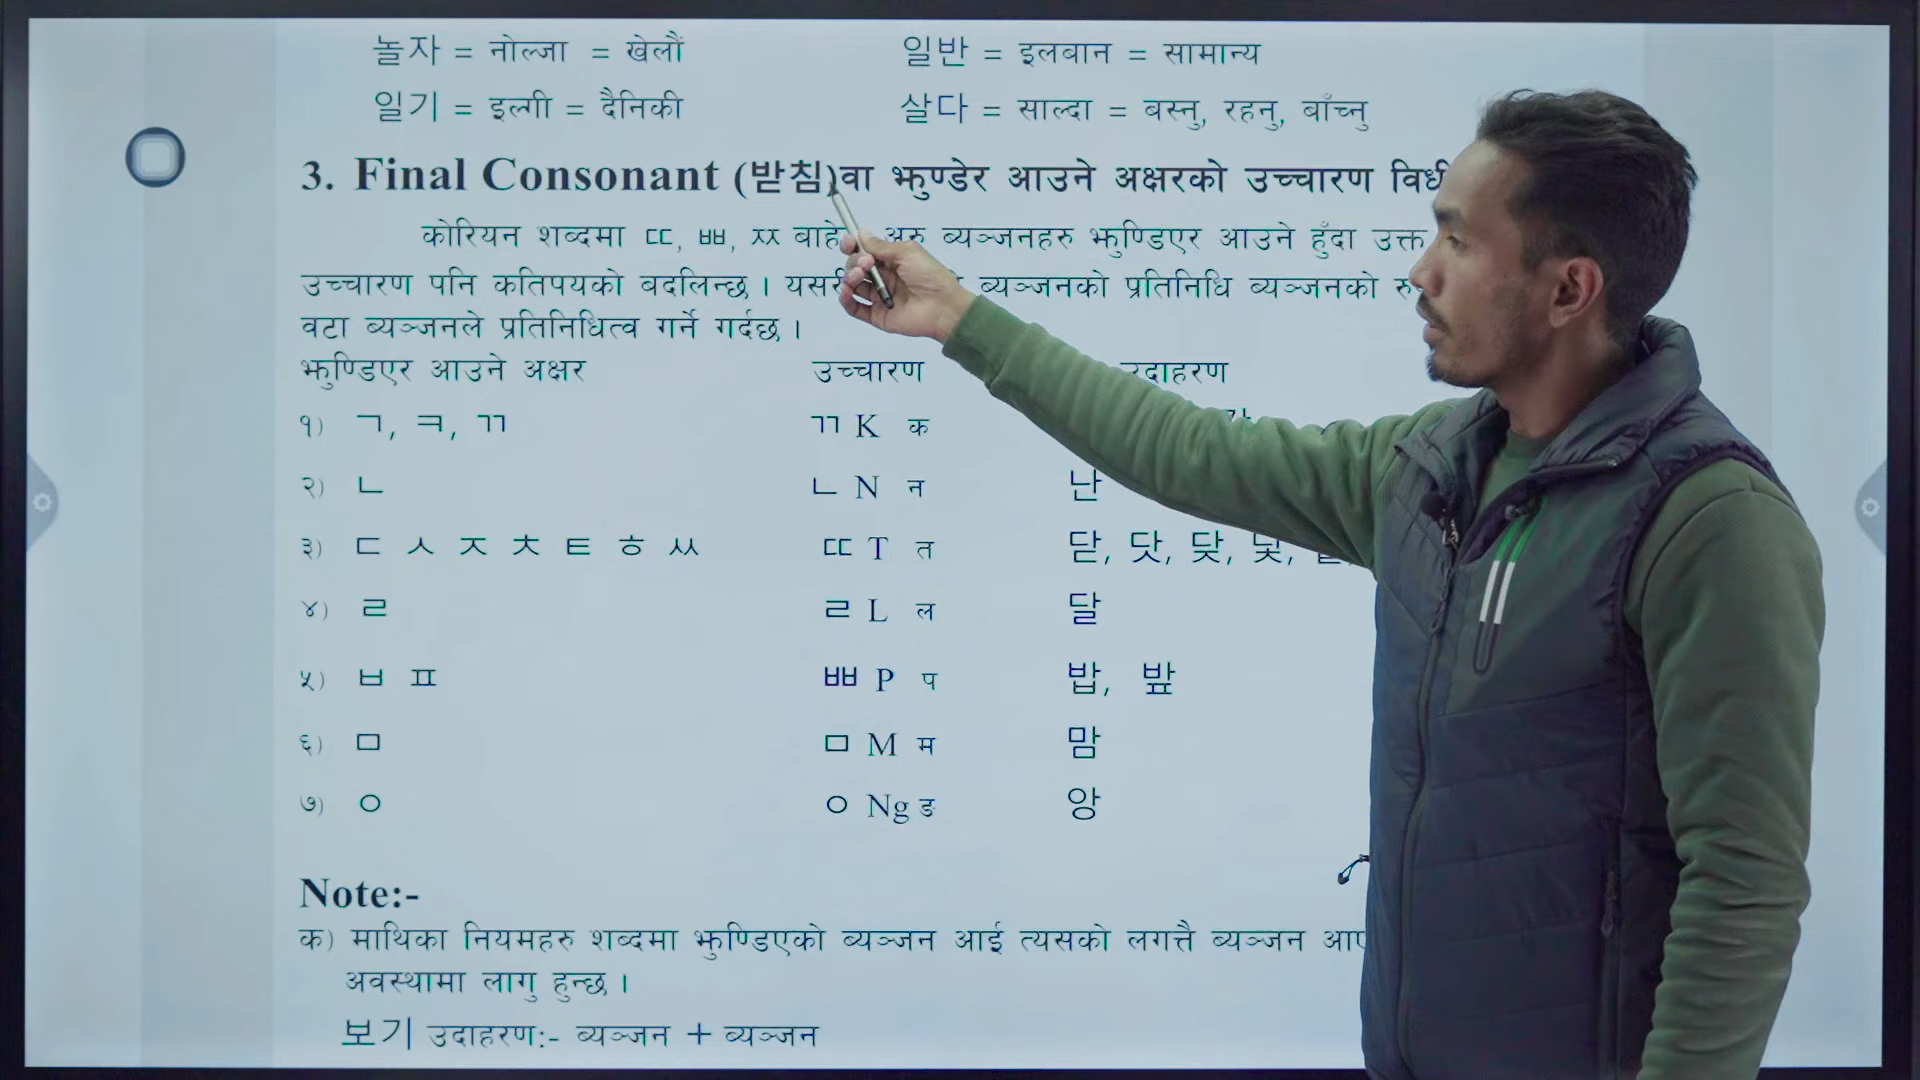 놀자 = नोल्जा = खेलौं 일반 = इलबान = सामान्य
일기 = इल्गी = दैनिकी 살다 = साल्दा = बस्नु, रहनु, बाँच्नु
3. Final Consonant (받침)वा झुण्डेर आउने अक्षरको उच्चारण
कोरियन शब्दमा ㄸ, ㅃ, ㅉ अरु ब्यञ्जनहरु झुण्डिएर आउने हुँदा उक्त
उच्चारण पनि कतिपयको बदलिन्छ । ब्यञ्जनको प्रतिनिधि ब्यञ्जनको
वटा ब्यञ्जनले प्रतिनिधित्व गर्ने गर्दछ ।
झुण्डिएर आउने अक्षर उच्चारण उदाहरण
१) ㄱ, ㅋ, ㄲ ㄲ K क
२) ㄴ ㄴ N न 난
३) ㄷ ㅅ ㅈ ㅊ ㅌ ㅎ ㅆ ㄸ T त 닫, 닷, 닺, 닻,
४) ㄹ ㄹ L ल 달
५) ㅂ ㅍ ㅃ P प 밥, 밮
६) ㅁ ㅁ M म 맘
७) ㅇ ㅇ Ng ङ 앙
Note:-
क) माथिका नियमहरु शब्दमा झुण्डिएको ब्यञ्जन आई त्यसको लगत्तै ब्यञ्जन
अवस्थामा लागु हुन्छ ।
보기 उदाहरण:- ब्यञ्जन + ब्यञ्जन